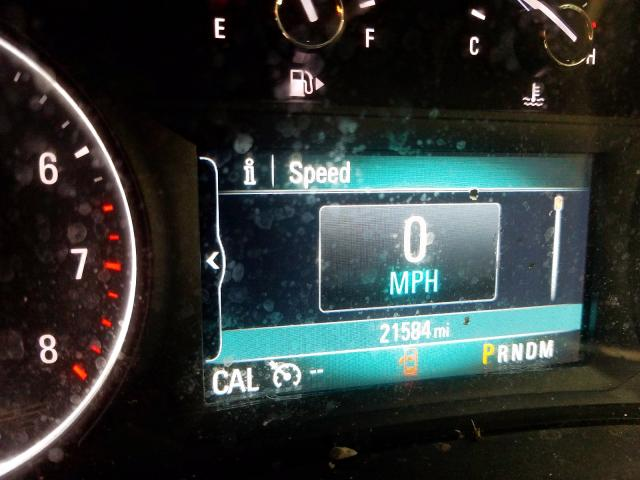 E F C H
6
7
8
i Speed
0
MPH
21584 mi
CAL -- PRNDM